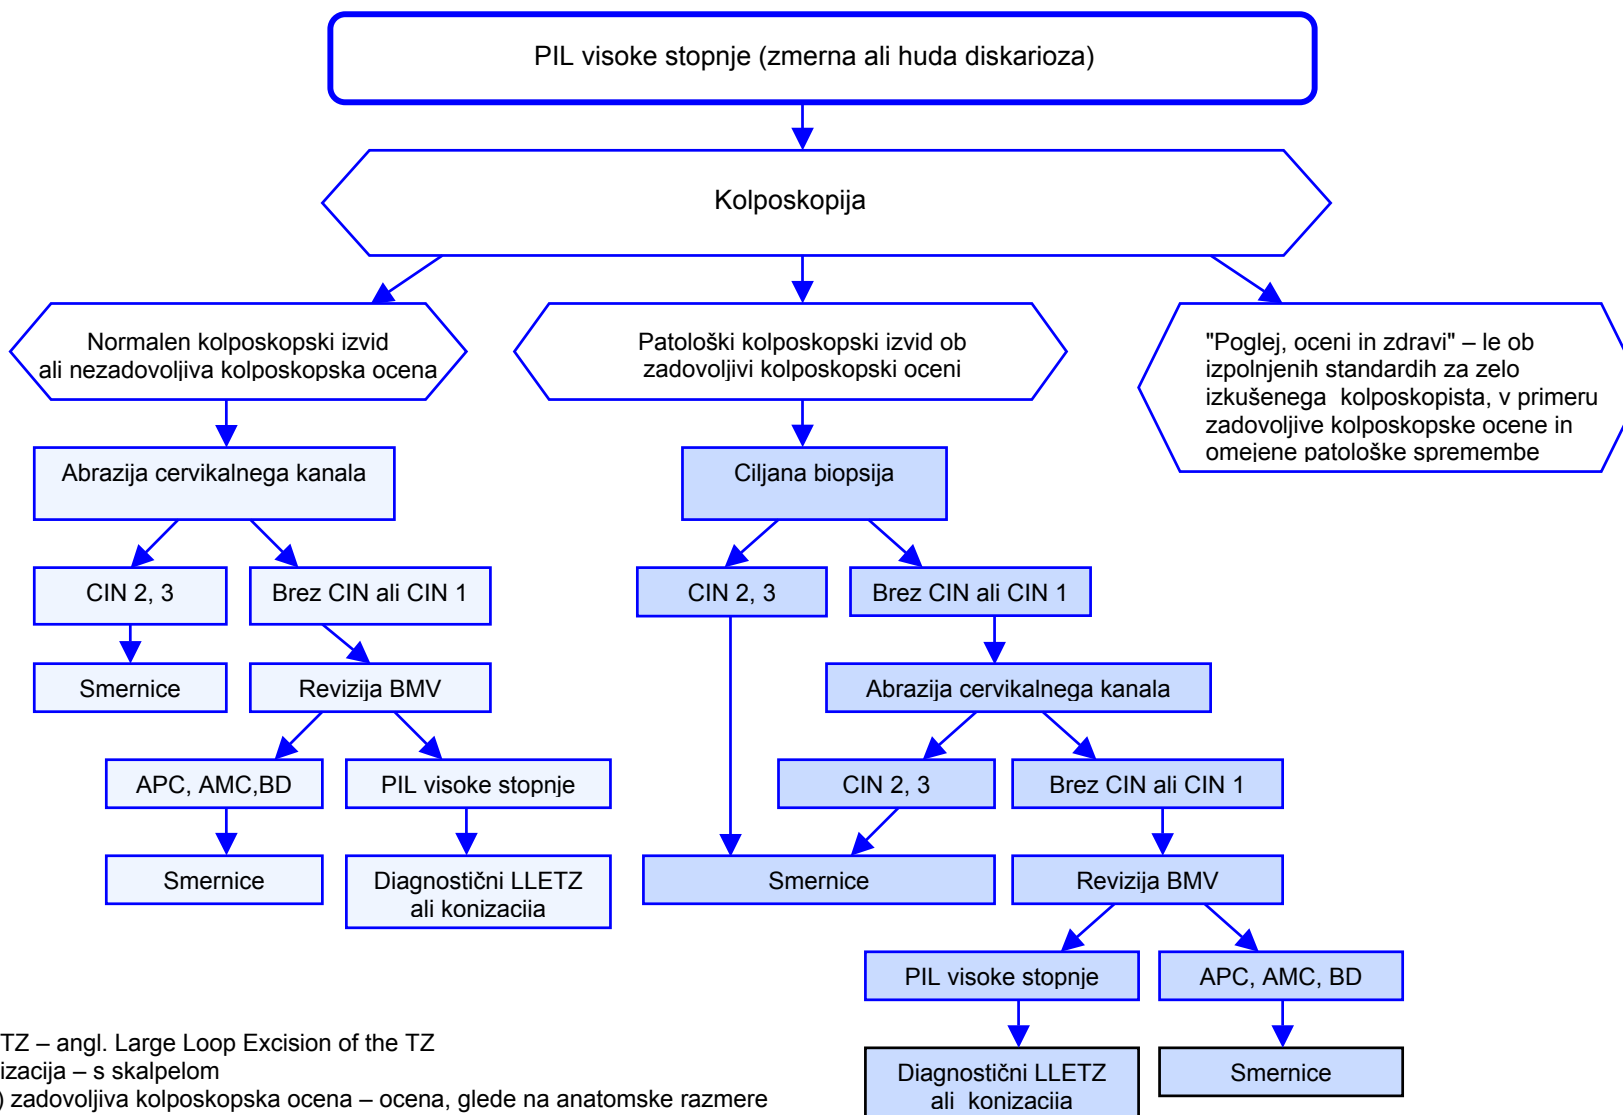 PIL visoke stopnje (zmerna ali huda diskarioza)
Kolposkopija
Normalen kolposkopski izvid
ali nezadovoljiva kolposkopska ocena
Patološki kolposkopski izvid ob
zadovoljivi kolposkopski oceni
"Poglej, oceni in zdravi" – le ob
izpolnjenih standardih za zelo
izkušenega kolposkopista, v primeru
zadovoljive kolposkopske ocene in
omejene patološke spremembe
Abrazija cervikalnega kanala
Ciljana biopsija
CIN 2, 3
Brez CIN ali CIN 1
CIN 2, 3
Brez CIN ali CIN 1
Smernice
Revizija BMV
Abrazija cervikalnega kanala
APC, AMC,BD
PIL visoke stopnje
CIN 2, 3
Brez CIN ali CIN 1
Smernice
Diagnostični LLETZ
ali konizacija
Smernice
Revizija BMV
PIL visoke stopnje
APC, AMC, BD
Diagnostični LLETZ
ali konizacija
Smernice
TZ – angl. Large Loop Excision of the TZ
izacija – s skalpelom
) zadovoljiva kolposkopska ocena – ocena, glede na anatomske razmere